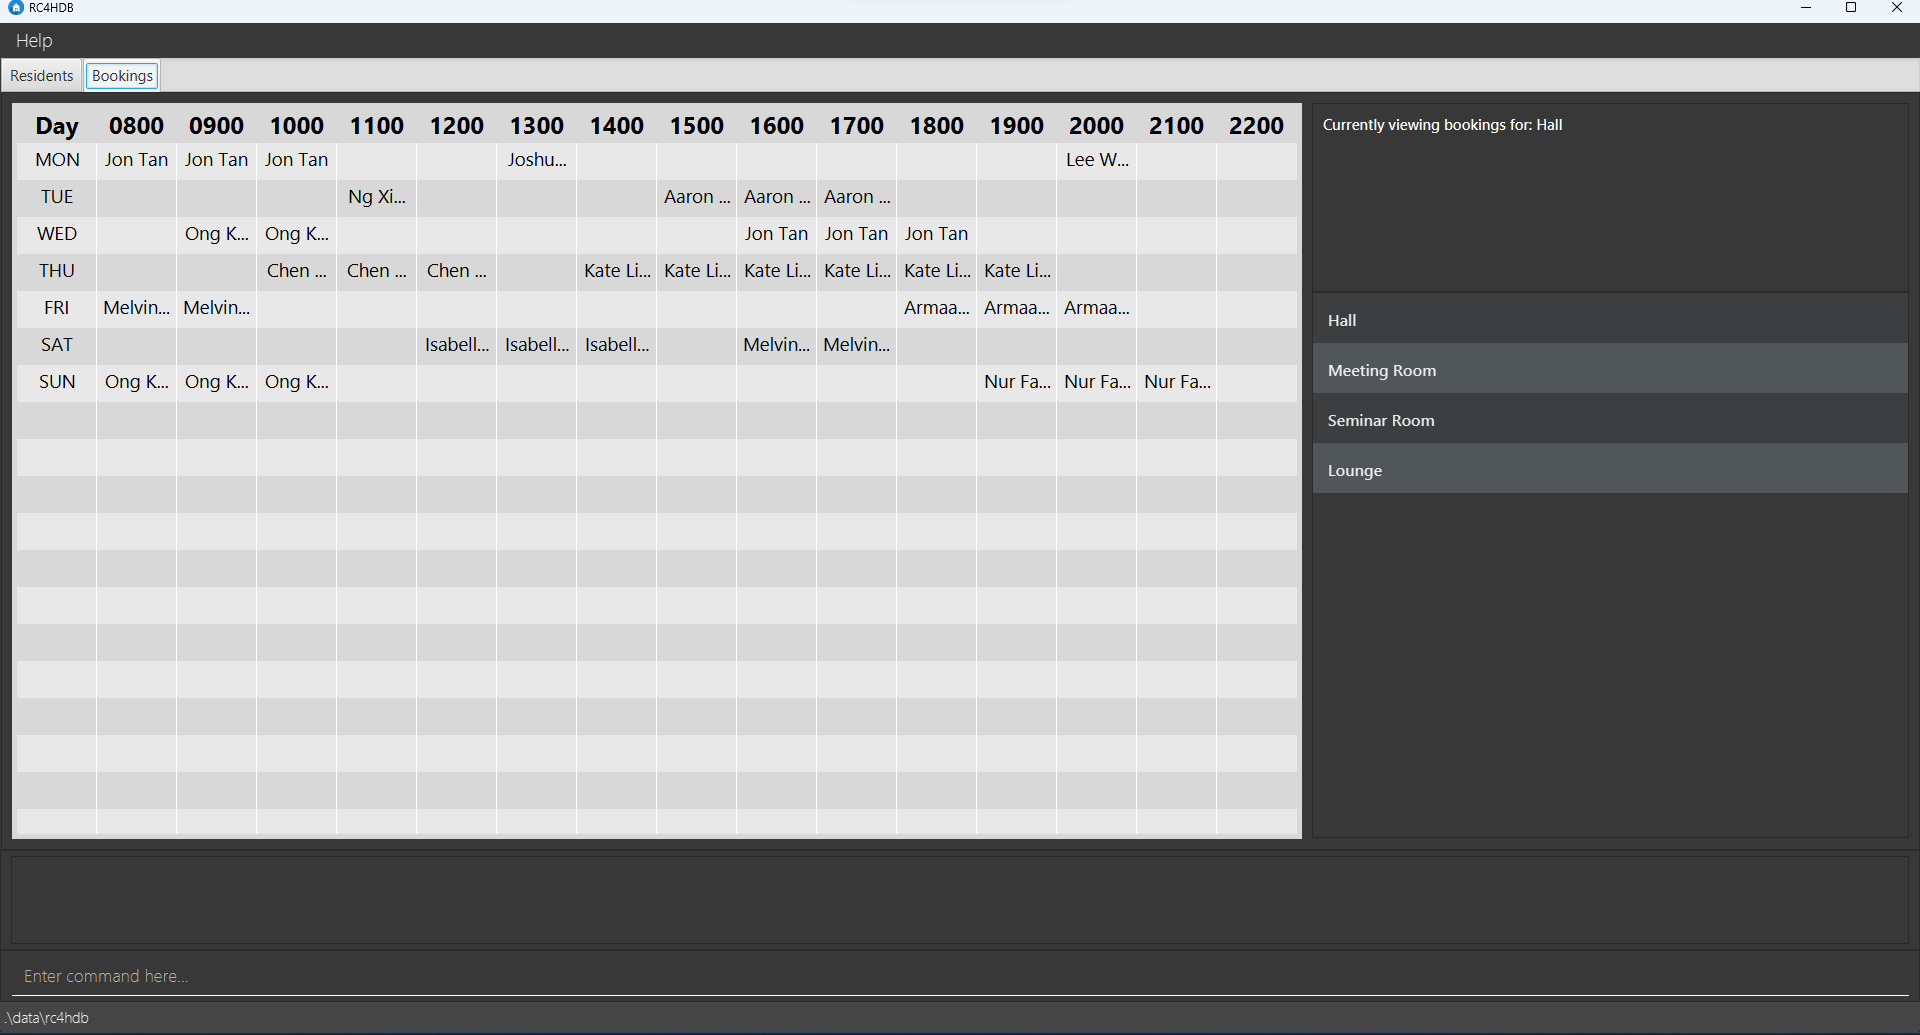 RC4HDB
Help
Residents Bookings
Day 0800 0900 1000 1100 1200 1300 1400 1500 1600 1700 1800 1900 2000 2100 2200
MON Jon Tan Jon Tan Jon Tan Joshu... Lee W...
TUE Ng Xi... Aaron ... Aaron ... Aaron ...
WED Ong K... Ong K... Jon Tan Jon Tan Jon Tan
THU Chen ... Chen ... Chen ... Kate Li... Kate Li... Kate Li... Kate Li... Kate Li... Kate Li...
FRI Melvin... Melvin... Armaa... Armaa... Armaa...
SAT Isabell... Isabell... Isabell... Melvin... Melvin...
SUN Ong K... Ong K... Ong K... Nur Fa... Nur Fa... Nur Fa...
Currently viewing bookings for: Hall
Hall
Meeting Room
Seminar Room
Lounge
Enter command here...
.\data\rc4hdb